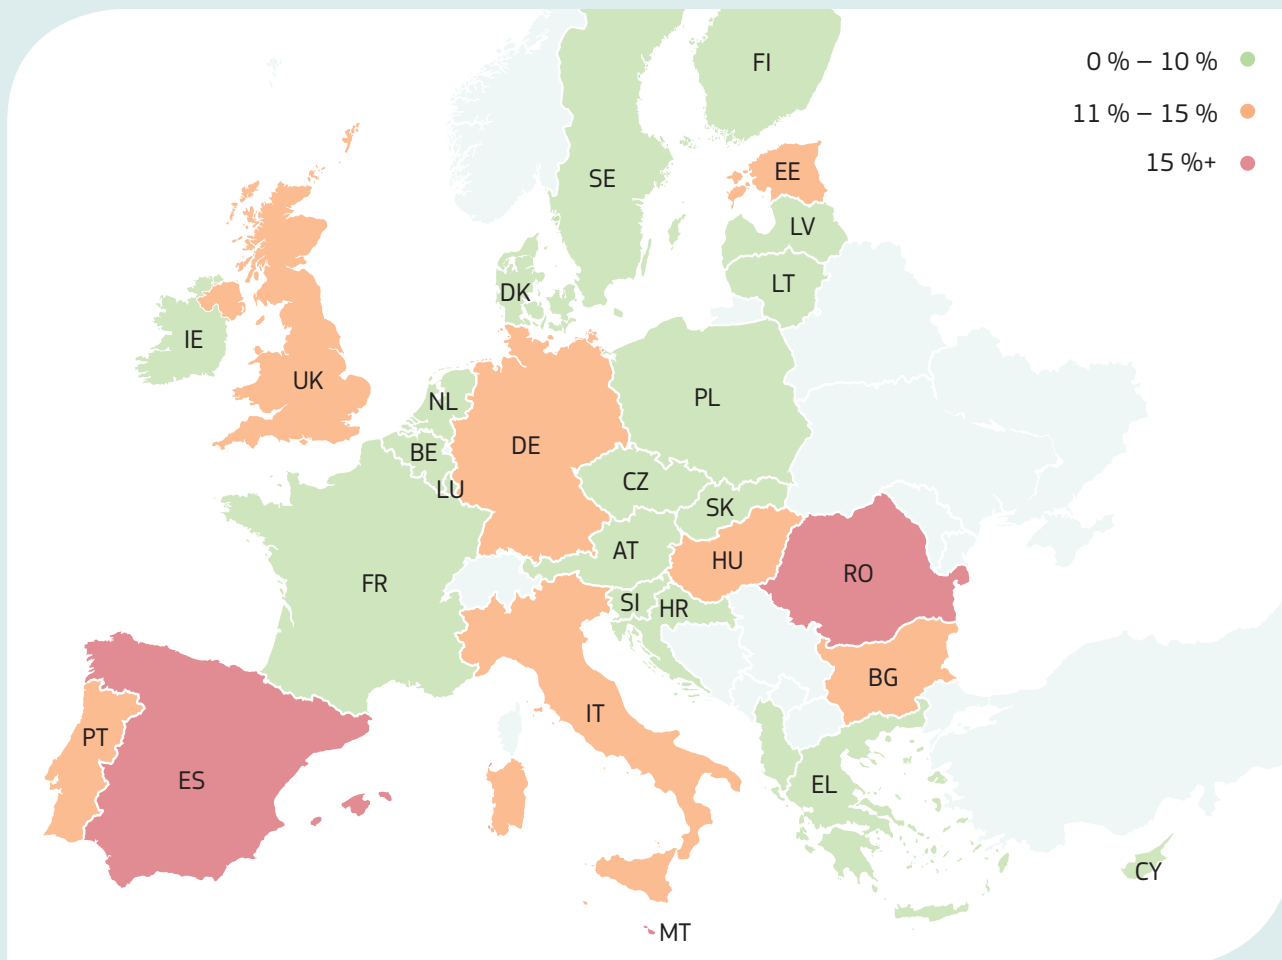 0 % – 10 %
11 % – 15 %
15 %+
FI
SE
EE
LV
LT
DK
IE
UK
NL
PL
BE
DE
LU
CZ
SK
AT
HU
FR
RO
SI
HR
BG
IT
PT
ES
EL
CY
MT